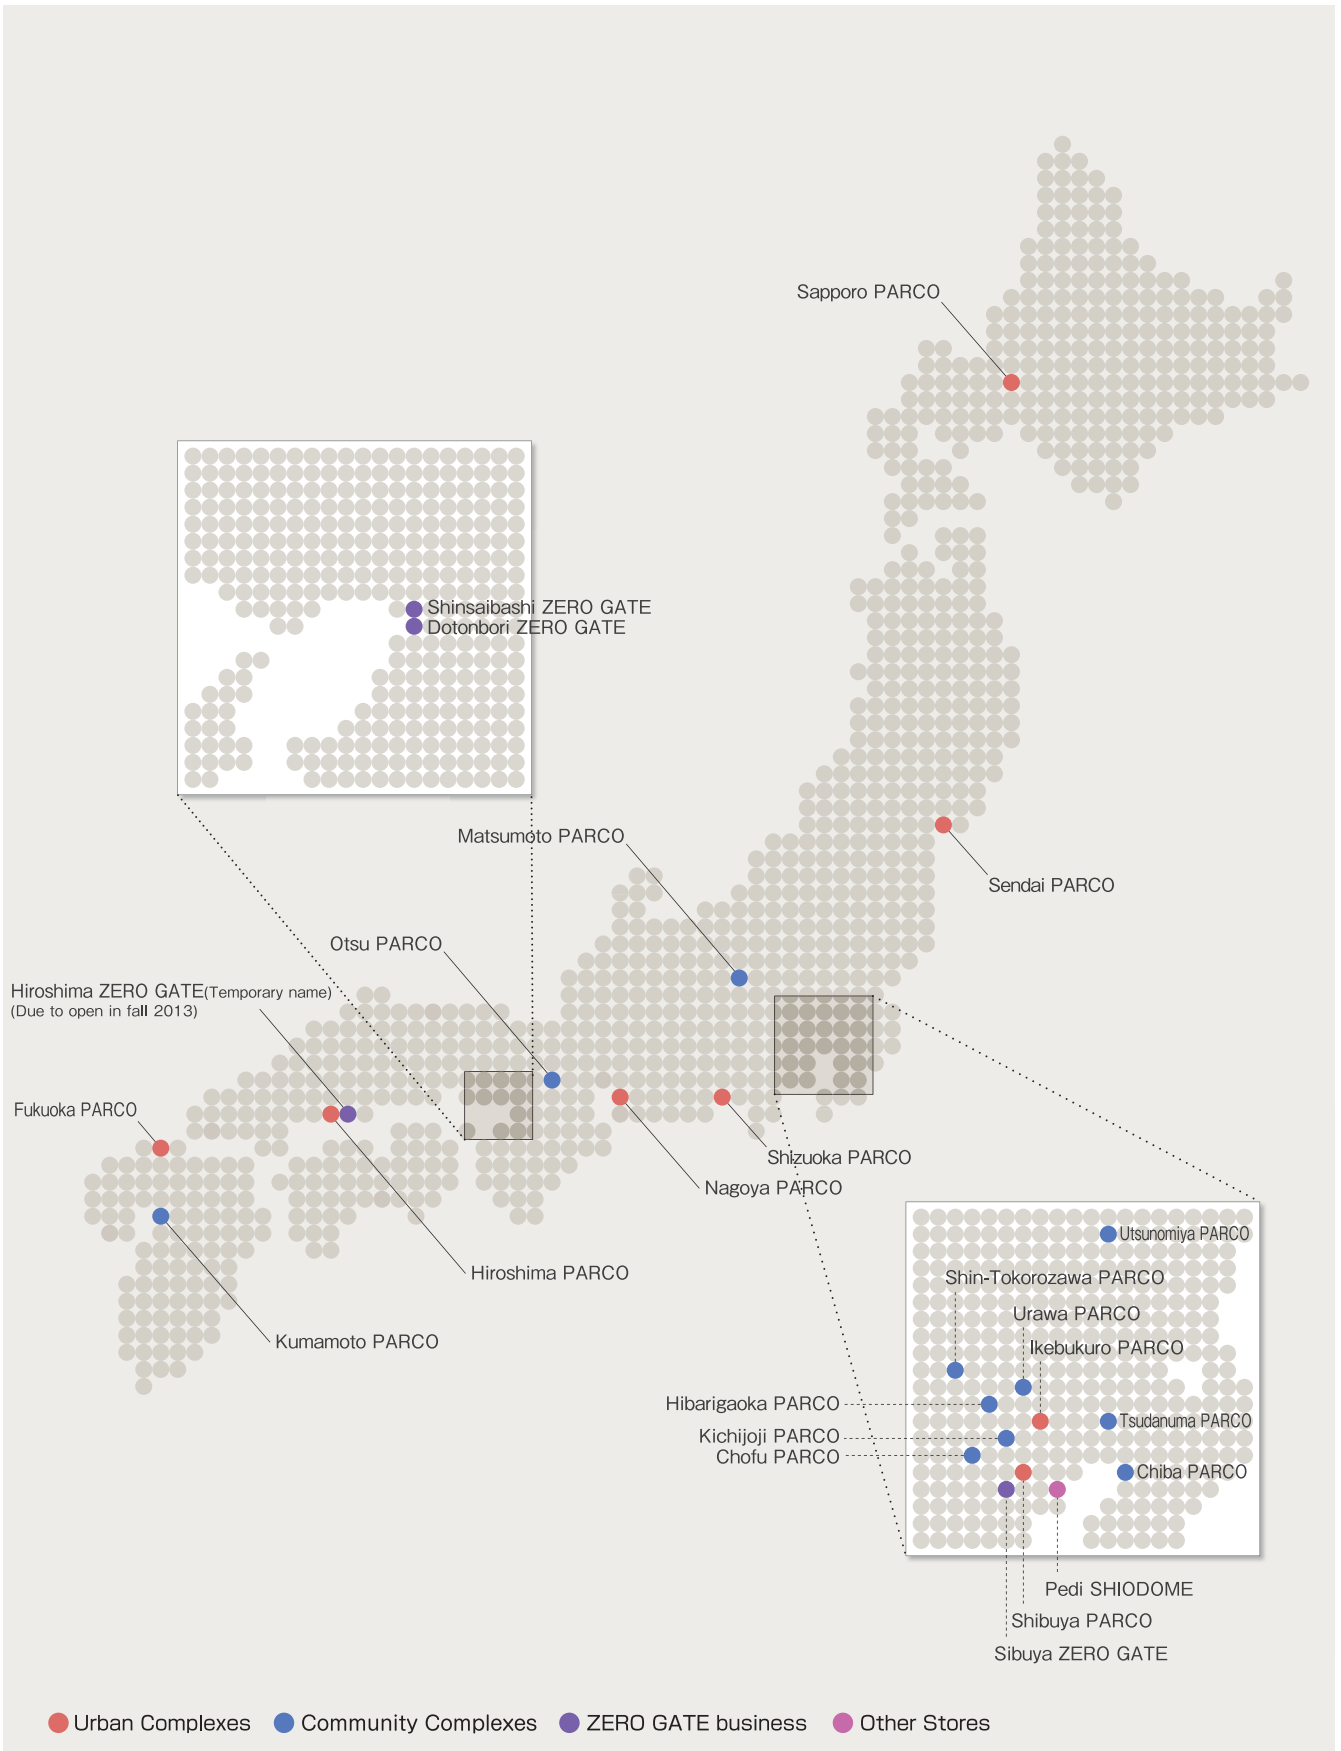 Sapporo PARCO
Shinsaibashi ZERO GATE
Dotonbori ZERO GATE
Matsumoto PARCO
Sendai PARCO
Otsu PARCO
Hiroshima ZERO GATE(Temporary name)
(Due to open in fall 2013)
Fukuoka PARCO
Shizuoka PARCO
Nagoya PARCO
Hiroshima PARCO
Kumamoto PARCO
Utsunomiya PARCO
Shin-Tokorozawa PARCO
Urawa PARCO
Ikebukuro PARCO
Hibarigaoka PARCO
Tsudanuma PARCO
Kichijoji PARCO
Chofu PARCO
Chiba PARCO
Pedi SHIODOME
Shibuya PARCO
Sibuya ZERO GATE
Urban Complexes Community Complexes ZERO GATE business Other Stores